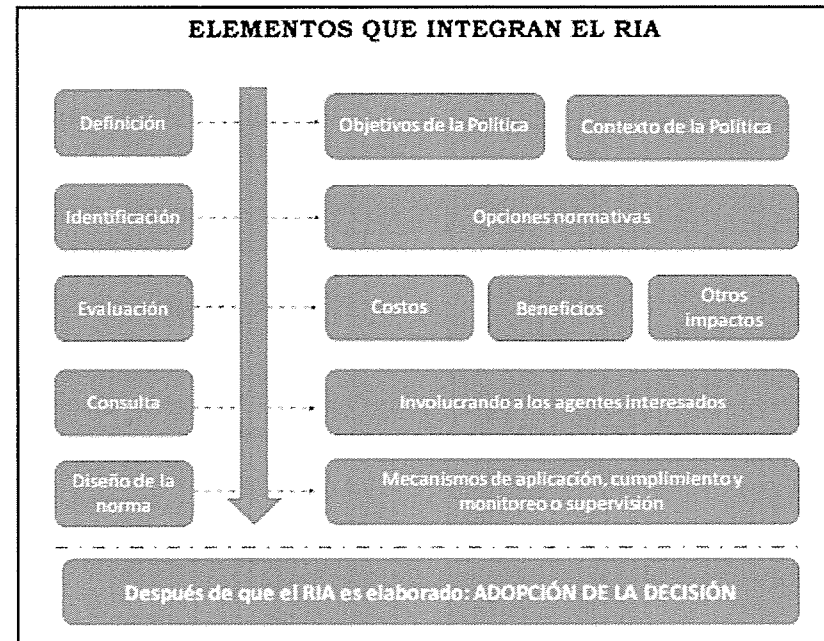 ELEMENTOS QUE INTEGRAN EL RIA
Definición
Objetivos de la Política
Contexto de la Política
Identificación
Opciones normativas
Evaluación
Costos
Beneficios
Otros
impactos
Consulta
Involucrando a los agentes interesados
Diseño de la
norma
Mecanismos de aplicación, cumplimiento y
monitoreo o supervisión
Después de que el RIA es elaborado: ADOPCIÓN DE LA DECISIÓN